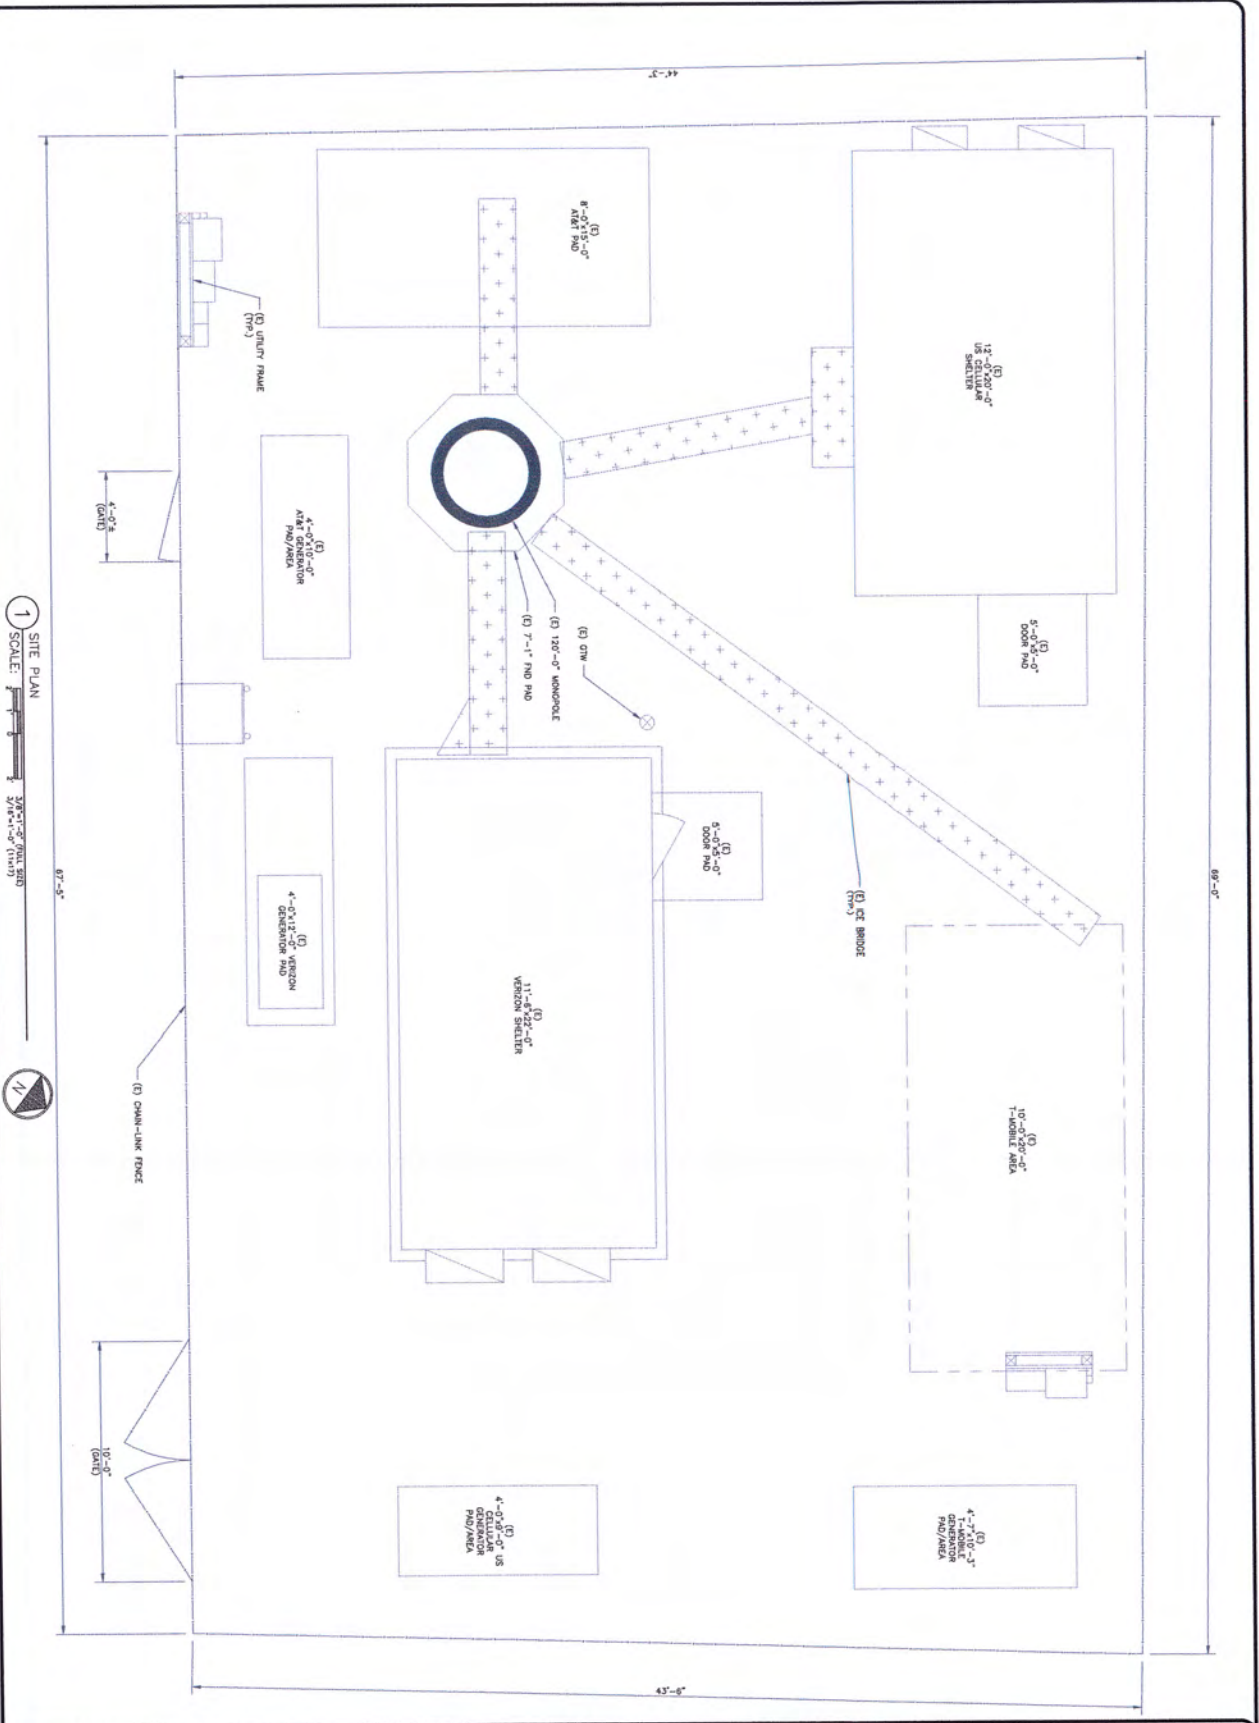 44'-3"
69'-0"
(E)
12'-0"x20'-0"
US CELLULAR
SHELTER
(E)
8'-0"x15'-0"
AT&T PAD
(E) UTILITY FRAME
(TYP.)
(E)
5'-0"x5'-0"
DOOR PAD
(E) GTW
(E) 120'-0" MONOPOLE
(E) 7'-1" FND PAD
(E)
4'-0"x10'-0"
AT&T GENERATOR
PAD/AREA
4'-0"±
(GATE)
(E) ICE BRIDGE
(TYP.)
(E)
5'-0"x5'-0"
DOOR PAD
(E)
10'-0"x20'-0"
T-MOBILE AREA
(E)
11'-6"x22'-0"
VERIZON SHELTER
(E)
4'-0"x12'-0" VERIZON
GENERATOR PAD
(E) CHAIN-LINK FENCE
67'-5"
10'-0"
(GATE)
(E)
4'-7"x10'-3"
T-MOBILE
GENERATOR
PAD/AREA
(E)
4'-0"x9'-0" US
CELLULAR
GENERATOR
PAD/AREA
43'-6"
1
SITE PLAN
SCALE:
2' 1' 0 2'
3/8"=1'-0" (FULL SIZE)
3/16"=1'-0" (11x17)
N